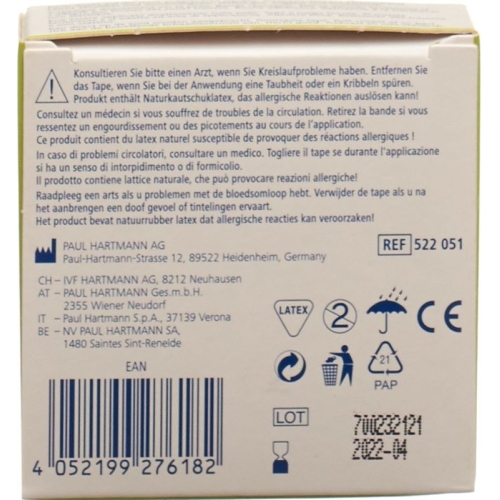 Konsultieren Sie bitte einen Arzt, wenn Sie Kreislaufprobleme haben. Entfernen Sie
das Tape, wenn Sie bei der Anwendung eine Taubheit oder ein Kribbeln spüren.
Produkt enthält Naturkautschuklatex, das allergische Reaktionen auslösen kann!
Consultez un médecin si vous souffrez de troubles de la circulation. Retirez la bande si vous
ressentez un engourdissement ou des picotements au cours de l'application.
Ce produit contient du latex naturel susceptible de provoquer des réactions allergiques !
In caso di problemi circolatori, consultare un medico. Togliere il tape se durante l'applicazione
si ha un senso di intorpidimento o di formicolio.
Il prodotto contiene lattice naturale, che può provocare reazioni allergiche!
Raadpleeg een arts als u problemen met de bloedsomloop hebt. Verwijder de tape als u na
het aanbrengen een doof gevoel of tintelingen ervaart.
Het product bevat natuurrubber latex dat allergische reacties kan veroorzaken!
PAUL HARTMANN AG
Paul-Hartmann-Strasse 12, 89522 Heidenheim, Germany
REF 522 051
CH – IVF HARTMANN AG, 8212 Neuhausen
AT – PAUL HARTMANN Ges.m.b.H.
2355 Wiener Neudorf
IT – Paul Hartmann S.p.A., 37139 Verona
BE – NV PAUL HARTMANN SA,
1480 Saintes Sint-Renelde
LATEX
2
CE
21
PAP
EAN
4 052199 276182
LOT
700232121
2022-04